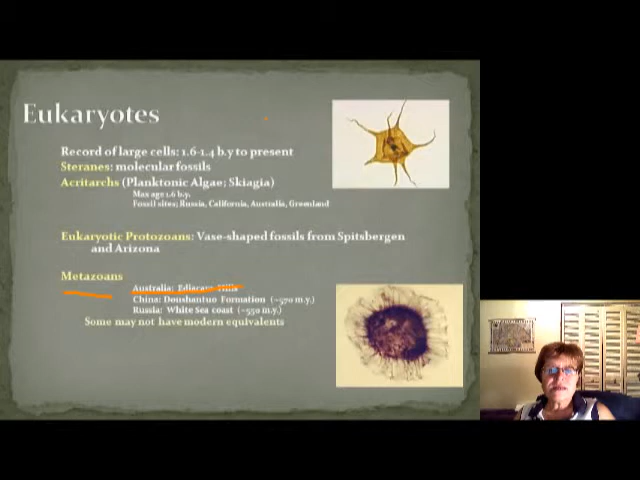 Eukaryotes
Record of large cells: 1.6-1.4 b.y to present
Steranes: molecular fossils
Acritarchs (Planktonic Algae; Skiagia)
Max age 1.6 b.y.
Fossil sites; Russia, California, Australia, Greenland
Eukaryotic Protozoans: Vase-shaped fossils from Spitsbergen
and Arizona
Metazoans
Australia: Ediacara Hills
China: Doushantuo Formation (~570 m.y.)
Russia: White Sea coast (~550 m.y.)
Some may not have modern equivalents